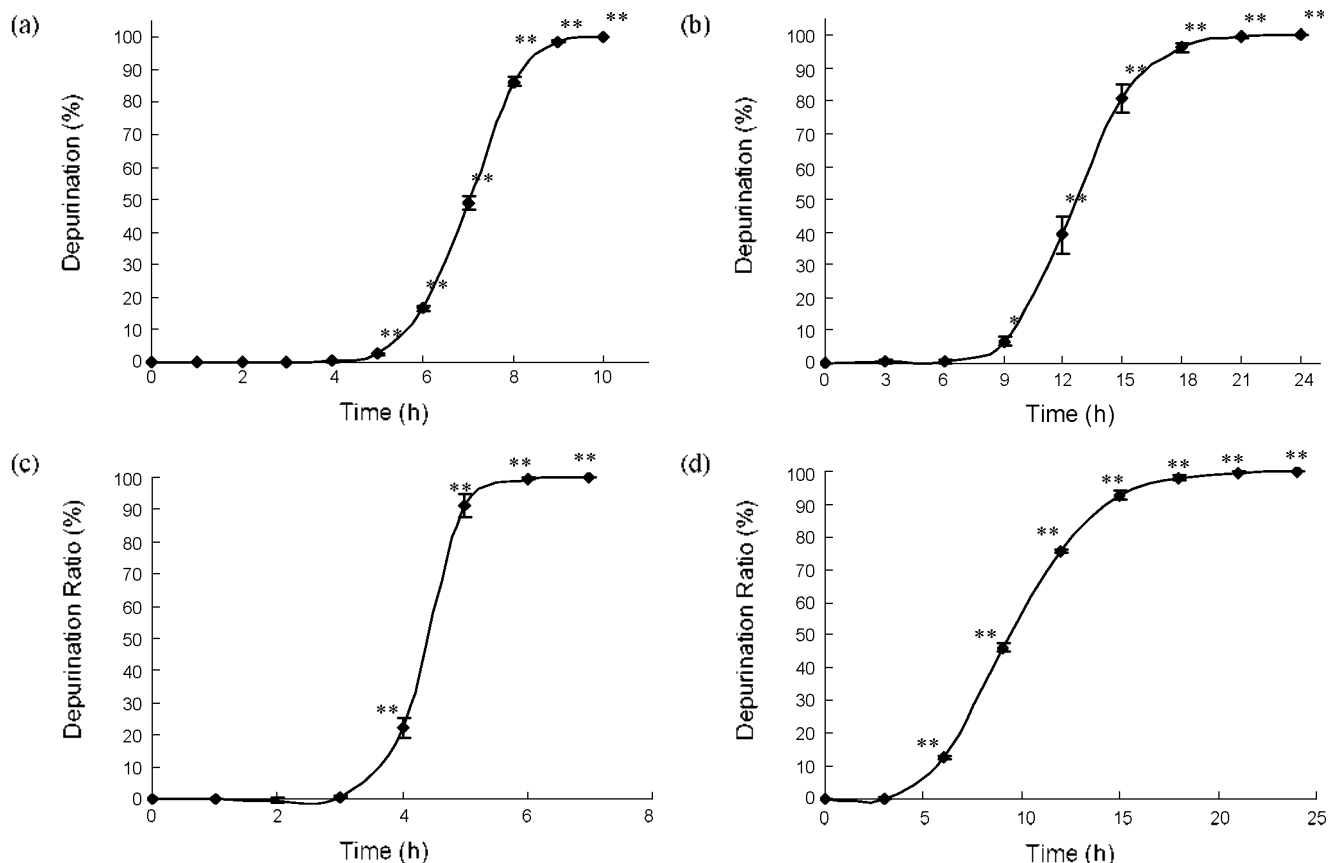 (a)
Depurination (%)
100
90
80
70
60
50
40
30
20
10
0
** ** ** ** ** **
0 2 4 6 8 10
Time (h)
(b)
Depurination (%)
100
90
80
70
60
50
40
30
20
10
0
* ** ** ** ** **
0 3 6 9 12 15 18 21 24
Time (h)
(c)
Depurination Ratio (%)
100
90
80
70
60
50
40
30
20
10
0
** ** ** **
0 2 4 6 8
Time (h)
(d)
Depurination Ratio (%)
100
90
80
70
60
50
40
30
20
10
0
** ** ** ** ** ** **
0 5 10 15 20 25
Time (h)